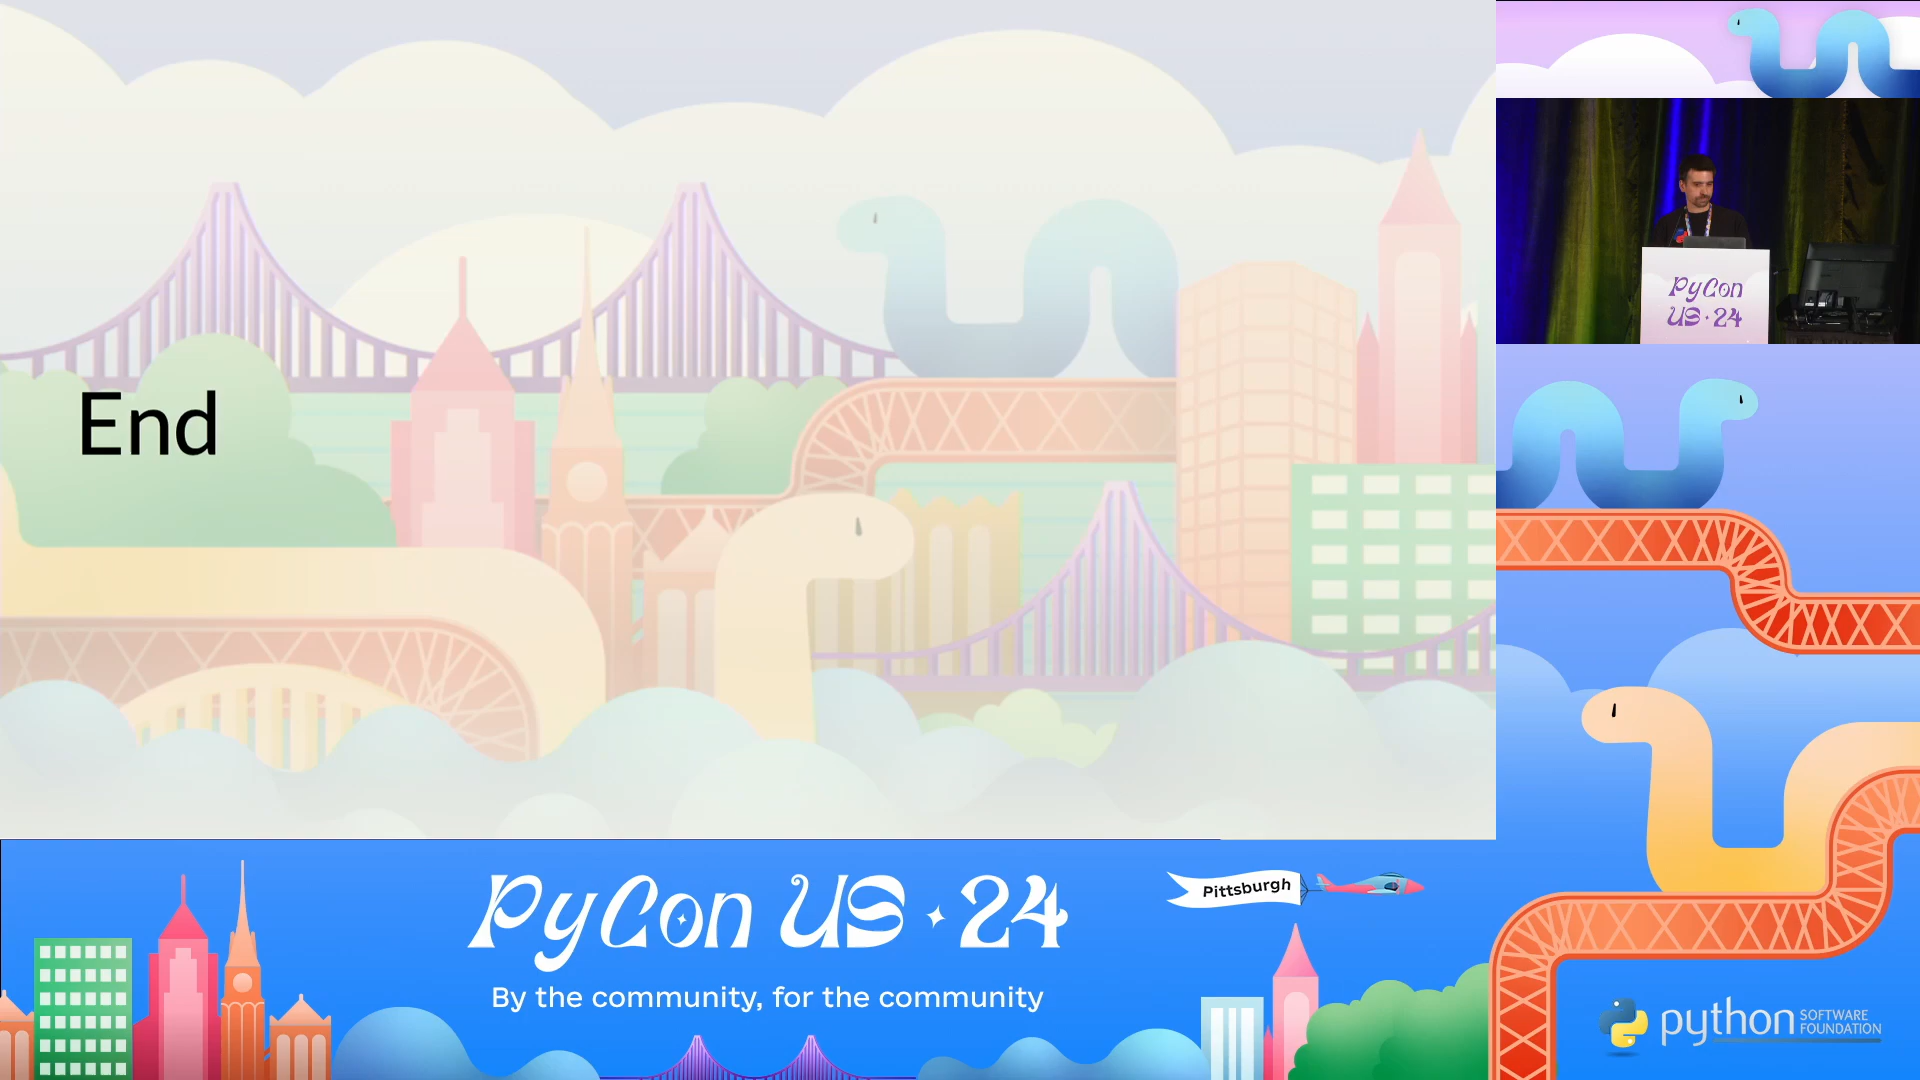 End
PyCon
US · 24
PyCon US · 24
Pittsburgh
By the community, for the community
python
SOFTWARE
FOUNDATION